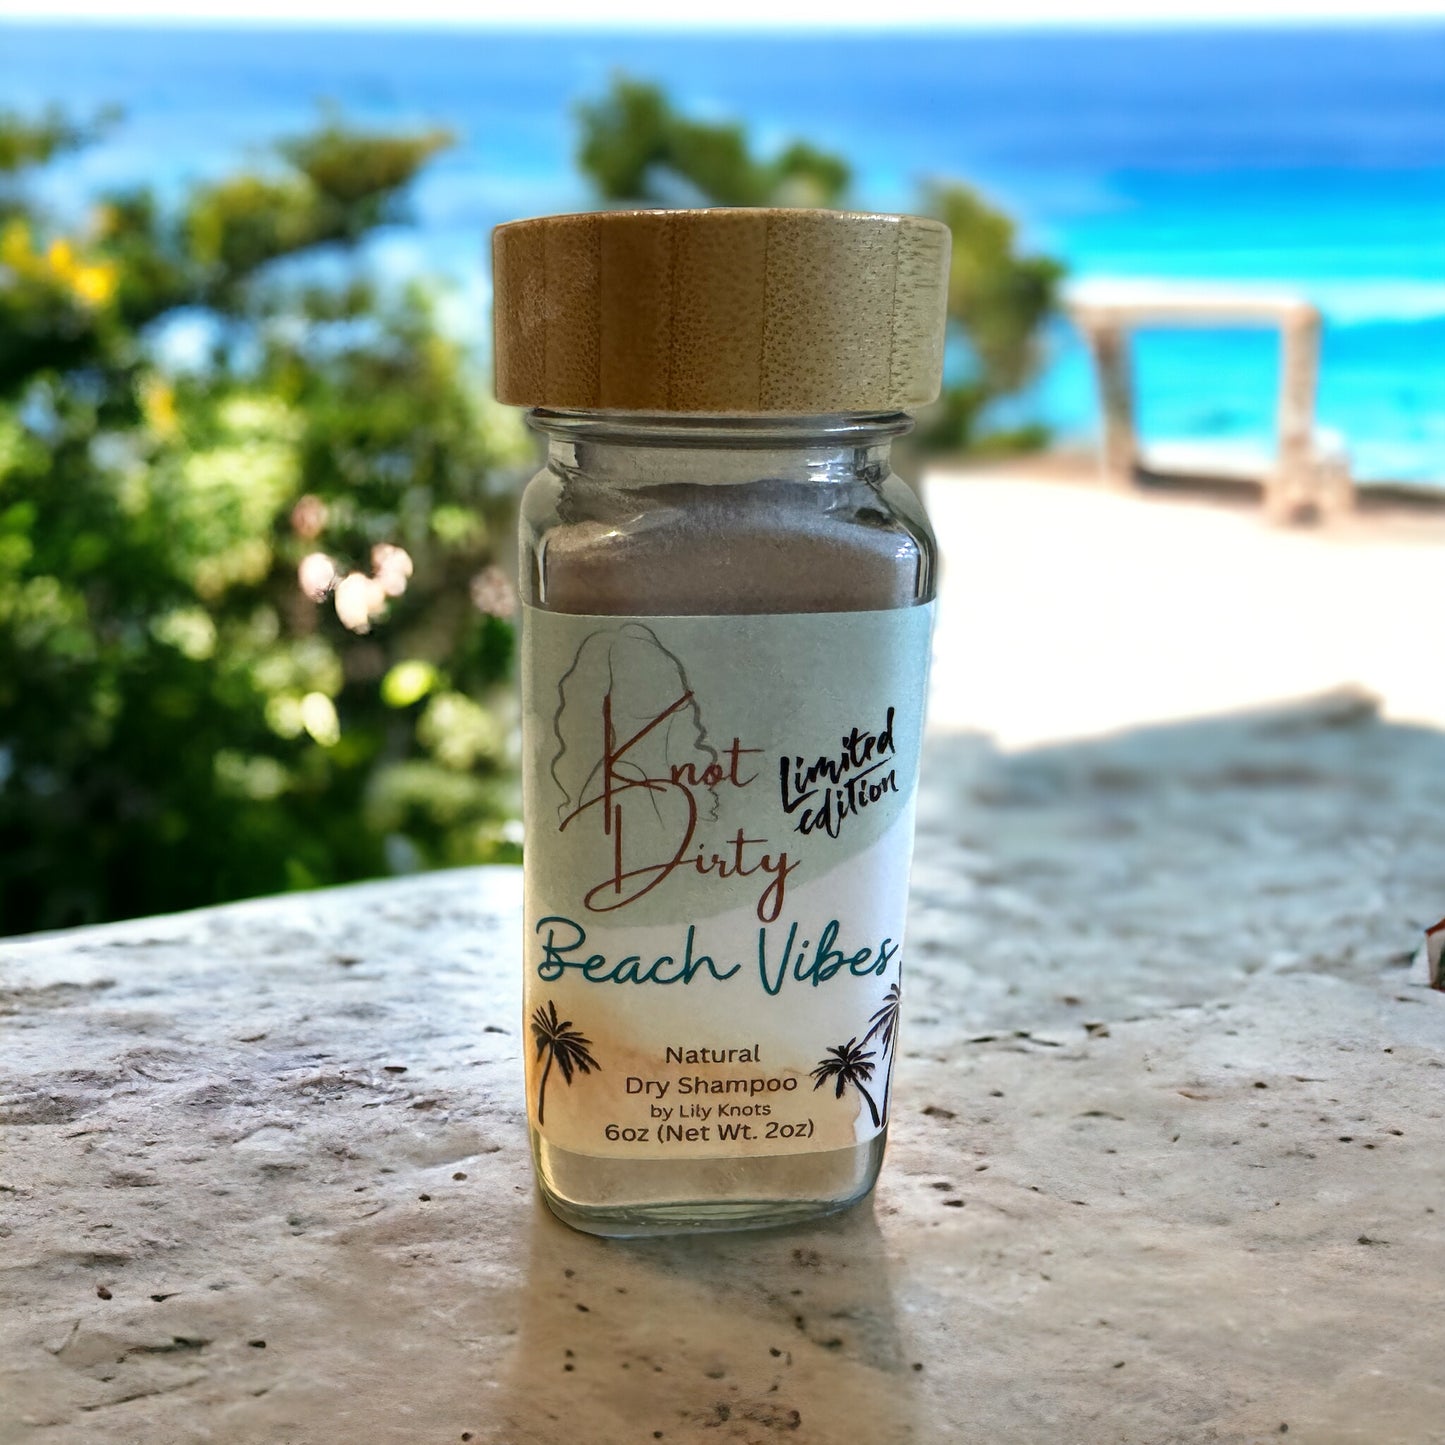 Knot
Dirty
Limited
edition
Beach Vibes
Natural
Dry Shampoo
by Lily Knots
6oz (Net Wt. 2oz)